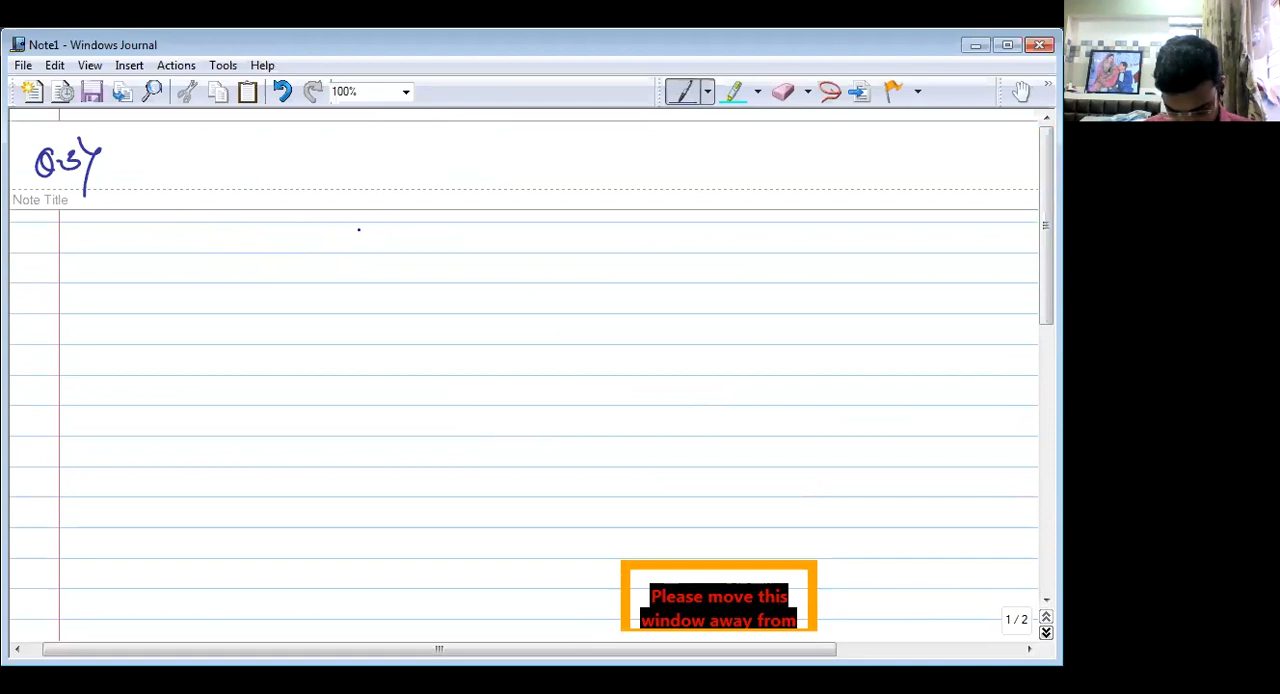 Note1 - Windows Journal
File Edit View Insert Actions Tools Help
100%
Note Title
Please move this
window away from
1 / 2